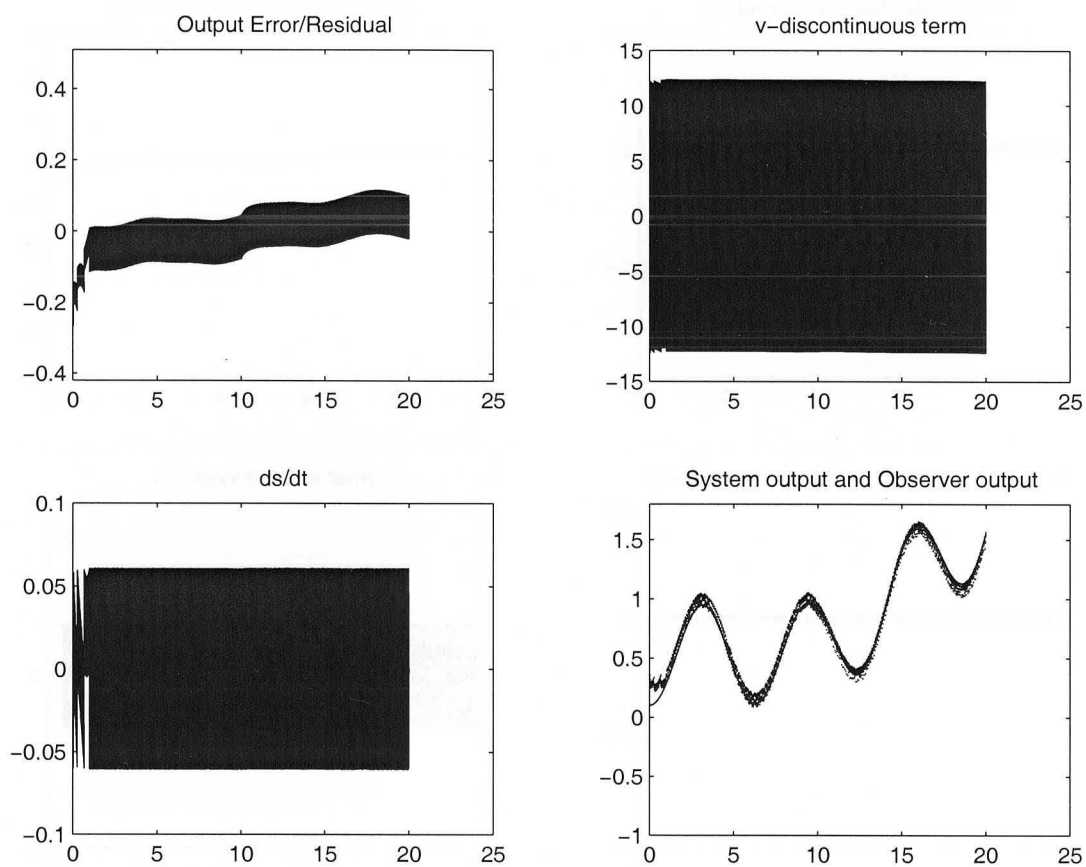 Output Error/Residual
0.4
0.2
0
−0.2
−0.4
0 5 10 15 20 25
v−discontinuous term
15
10
5
0
−5
−10
−15
0 5 10 15 20 25
ds/dt
0.1
0.05
0
−0.05
−0.1
0 5 10 15 20 25
System output and Observer output
1.5
1
0.5
0
−0.5
−1
0 5 10 15 20 25